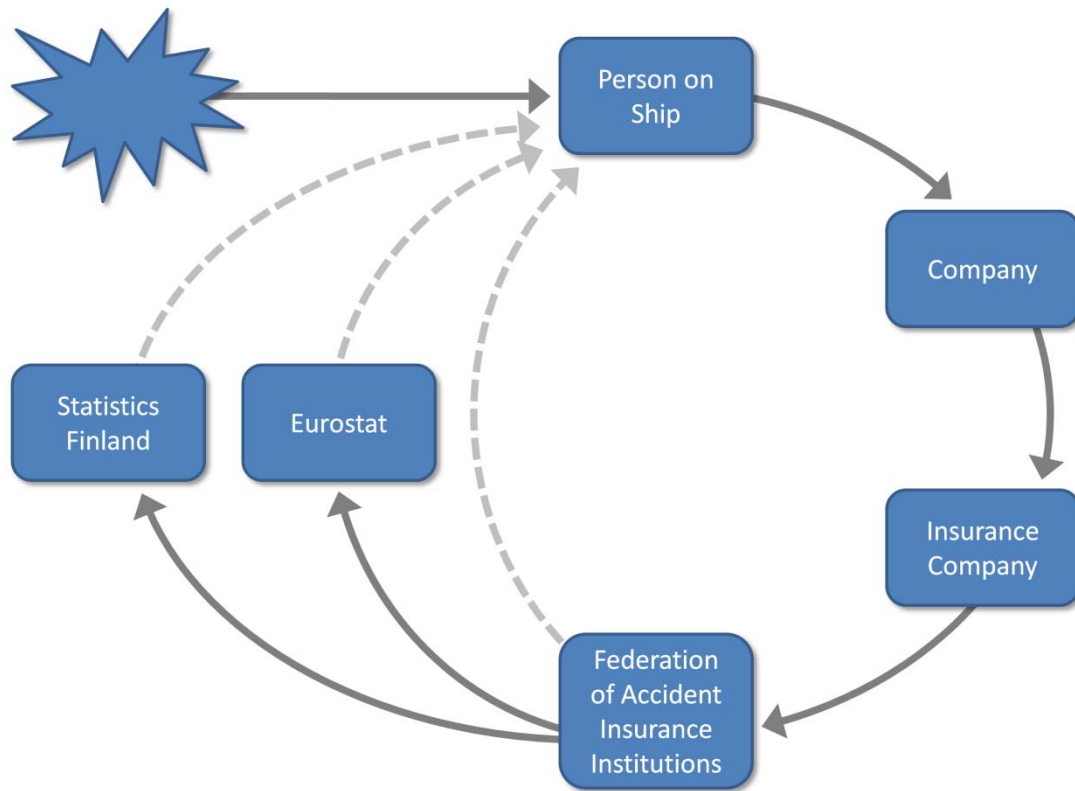 Person on
Ship
Company
Insurance
Company
Federation
of Accident
Insurance
Institutions
Eurostat
Statistics
Finland